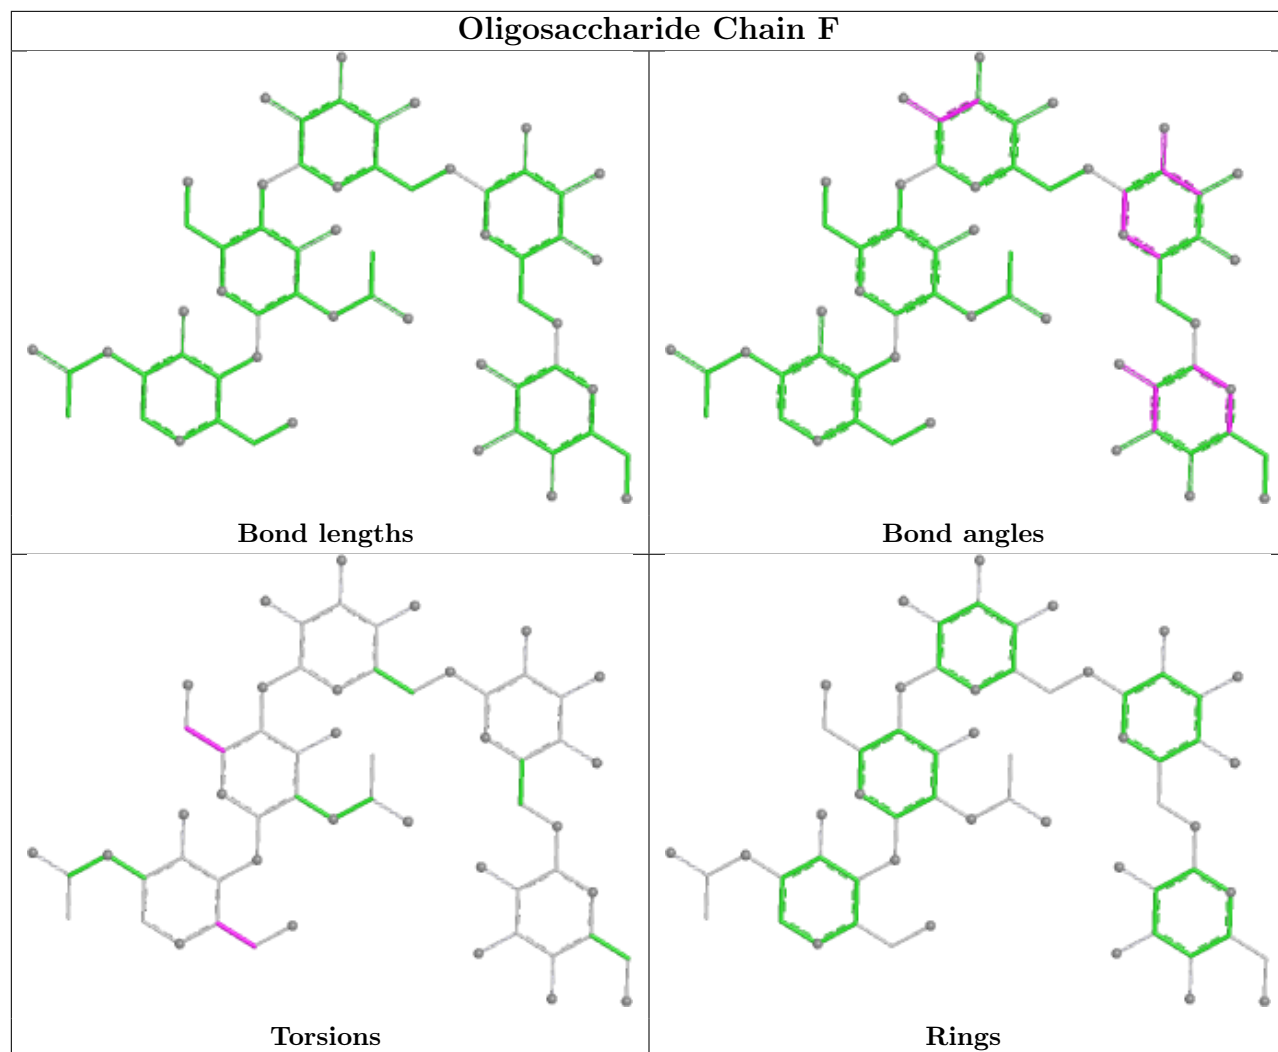 Oligosaccharide Chain F
Bond lengths
Bond angles
Torsions
Rings